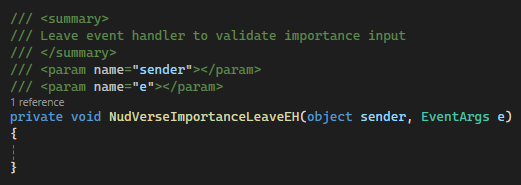 /// <summary>
/// Leave event handler to validate importance input
/// </summary>
/// <param name="sender"></param>
/// <param name="e"></param>
1 reference
private void NudVerseImportanceLeaveEH(object sender, EventArgs e)
{
}